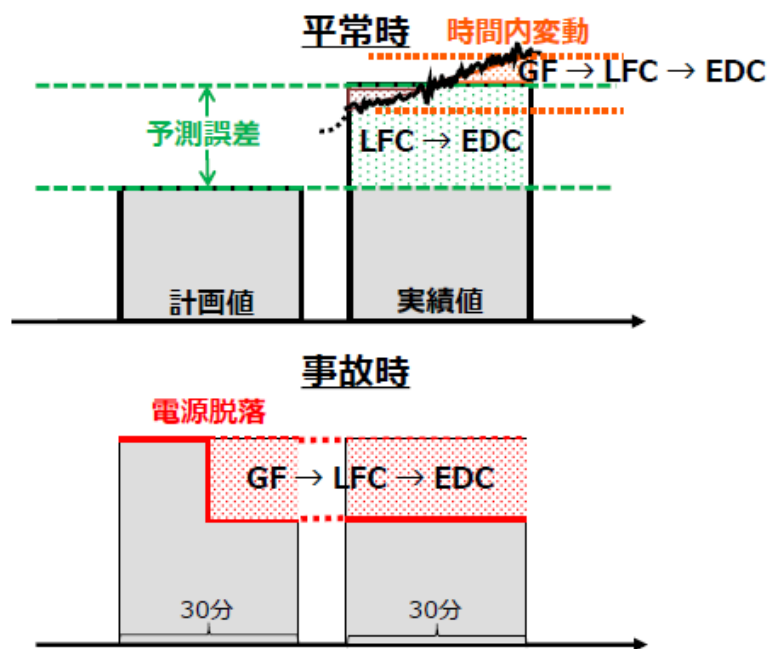 平常時
時間内変動
GF → LFC → EDC
予測誤差
LFC → EDC
計画値
実績値
事故時
電源脱落
GF → LFC → EDC
30分
30分